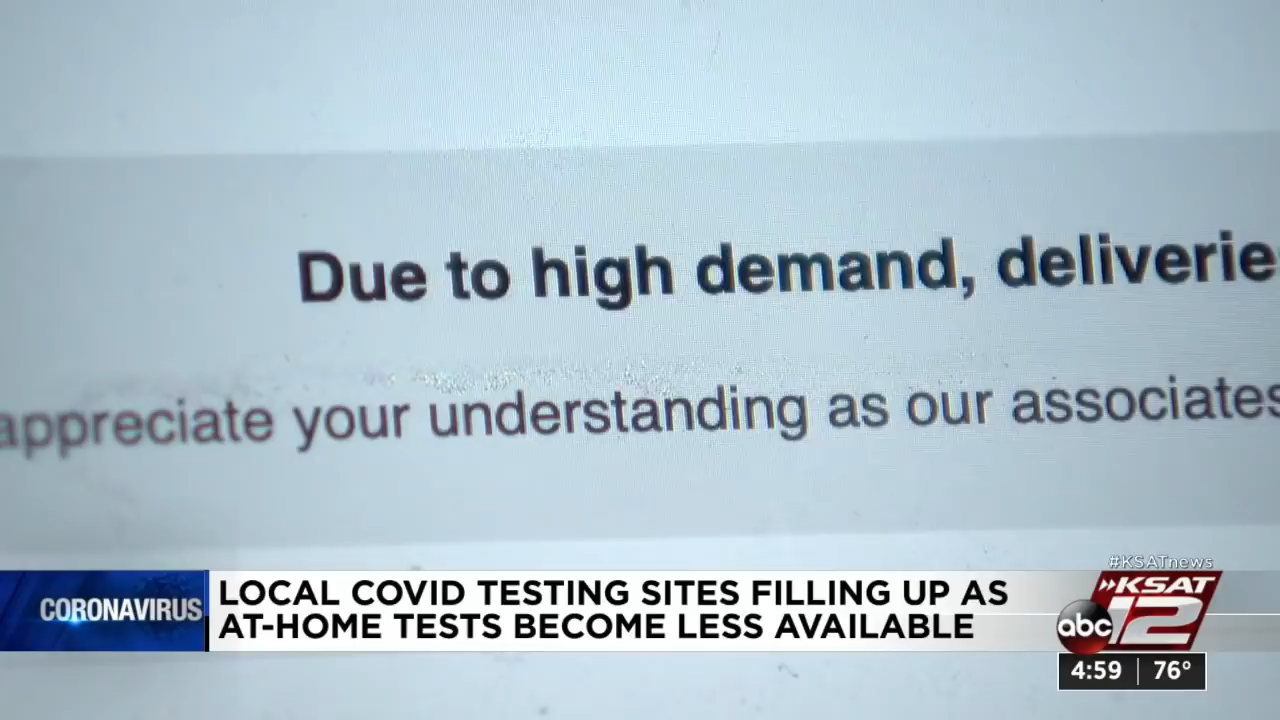 Due to high demand, deliverie
appreciate your understanding as our associates
#KSATnews
CORONAVIRUS
LOCAL COVID TESTING SITES FILLING UP AS
AT-HOME TESTS BECOME LESS AVAILABLE
KSAT
abc 12
4:59 76°